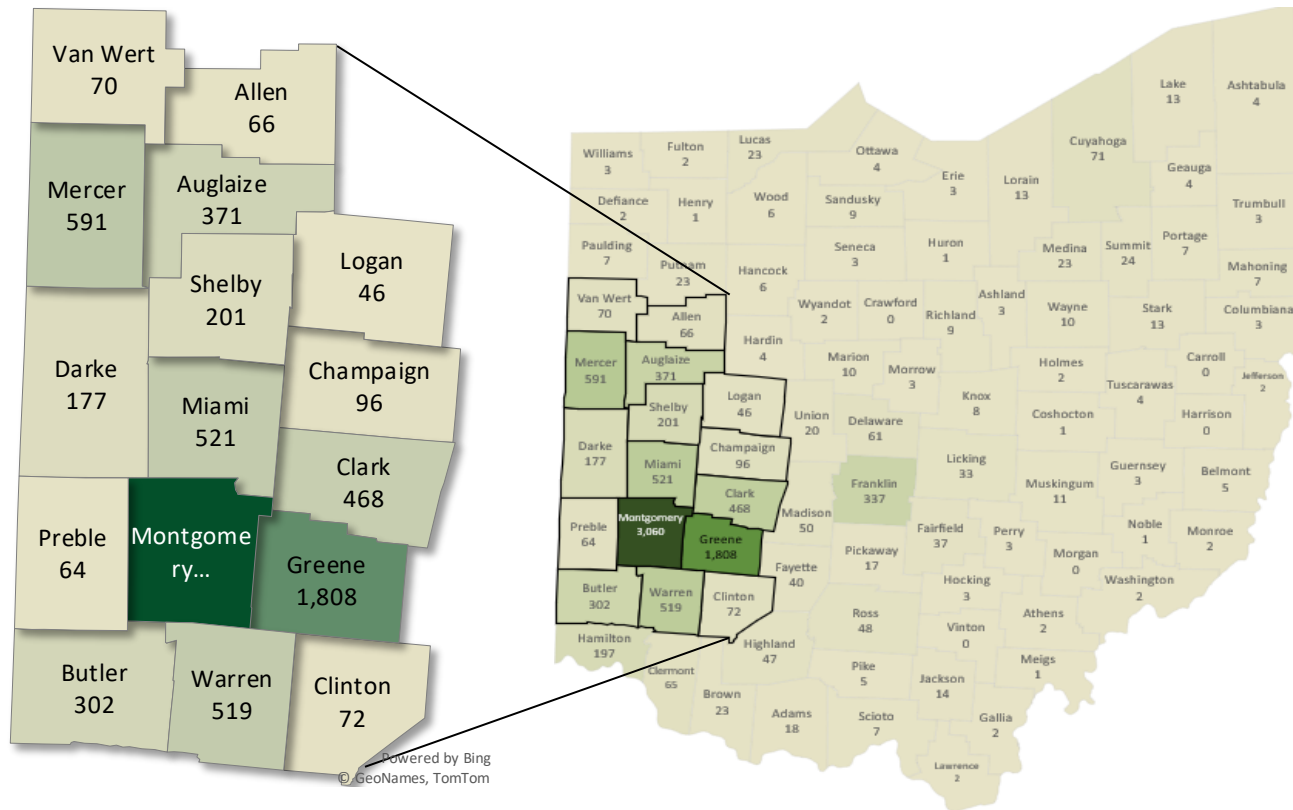 Van Wert
70
Allen
66
Mercer
591
Auglaize
371
Shelby
201
Logan
46
Darke
177
Champaign
96
Miami
521
Clark
468
Preble
64
Montgome
ry...
Greene
1,808
Butler
302
Warren
519
Clinton
72
Powered by Bing
© GeoNames, TomTom
Williams
3
Fulton
2
Lucas
23
Ottawa
4
Lake
13
Ashtabula
4
Cuyahoga
71
Geauga
4
Defiance
2
Henry
1
Wood
6
Sandusky
9
Erie
3
Lorain
13
Trumbull
3
Paulding
7
Putnam
23
Hancock
6
Seneca
3
Huron
1
Medina
23
Summit
24
Portage
7
Mahoning
7
Van Wert
70
Allen
66
Hardin
4
Wyandot
2
Crawford
0
Richland
9
Ashland
3
Wayne
10
Stark
13
Columbiana
3
Mercer
591
Auglaize
371
Marion
10
Morrow
3
Holmes
2
Carroll
0
Jefferson
2
Tuscarawas
4
Shelby
201
Logan
46
Union
20
Delaware
61
Knox
8
Coshocton
1
Harrison
0
Darke
177
Champaign
96
Miami
521
Clark
468
Franklin
337
Licking
33
Muskingum
11
Guernsey
3
Belmont
5
Preble
64
Montgomery
3,060
Greene
1,808
Madison
50
Pickaway
17
Fairfield
37
Perry
3
Morgan
0
Noble
1
Monroe
2
Butler
302
Warren
519
Clinton
72
Fayette
40
Hocking
3
Washington
2
Athens
2
Hamilton
197
Clermont
65
Highland
47
Ross
48
Vinton
0
Meigs
1
Brown
23
Adams
18
Pike
5
Jackson
14
Scioto
7
Gallia
2
Lawrence
2